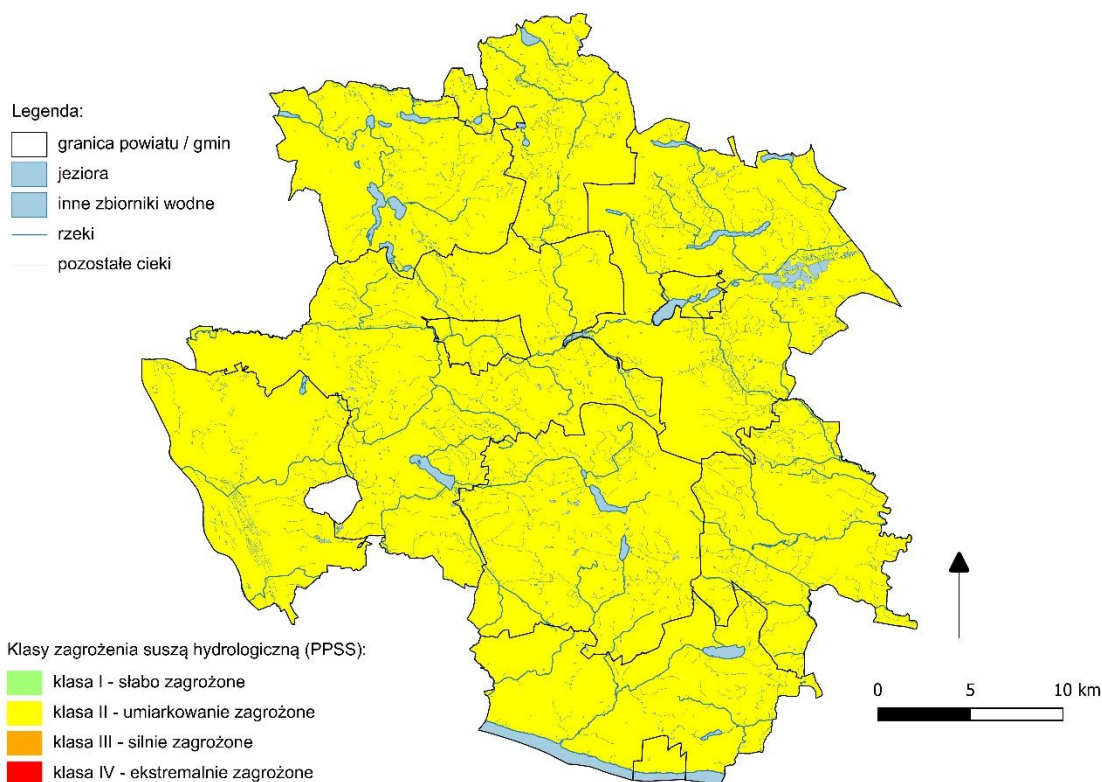 Legenda:
granica powiatu / gmin
jeziora
inne zbiorniki wodne
rzeki
pozostałe cieki
Klasy zagrożenia suszą hydrologiczną (PPSS):
klasa I - słabo zagrożone
klasa II - umiarkowanie zagrożone
klasa III - silnie zagrożone
klasa IV - ekstremalnie zagrożone
0 5 10 km